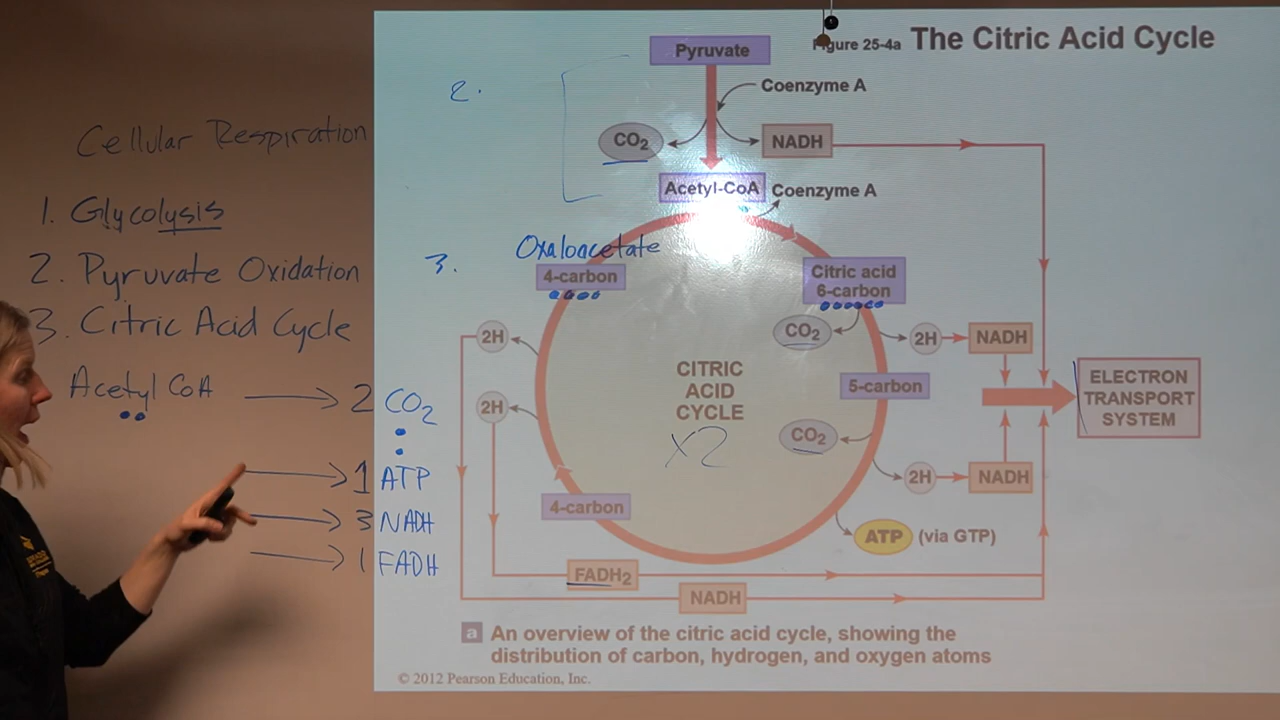 Figure 25-4a The Citric Acid Cycle
Pyruvate
2.
Coenzyme A
CO2
NADH
Cellular Respiration
Acetyl-CoA
Coenzyme A
1. Glycolysis
Oxaloacetate
3.
4-carbon
Citric acid
6-carbon
2. Pyruvate Oxidation
3. Citric Acid Cycle
2H
CO2
2H
NADH
Acetyl CoA → 2 CO2
CITRIC
ACID
CYCLE
x2
5-carbon
ELECTRON
TRANSPORT
SYSTEM
2H
CO2
2H
NADH
→ 1 ATP
→ 3 NADH
→ 1 FADH
4-carbon
ATP (via GTP)
FADH2
NADH
a An overview of the citric acid cycle, showing the
distribution of carbon, hydrogen, and oxygen atoms
© 2012 Pearson Education, Inc.